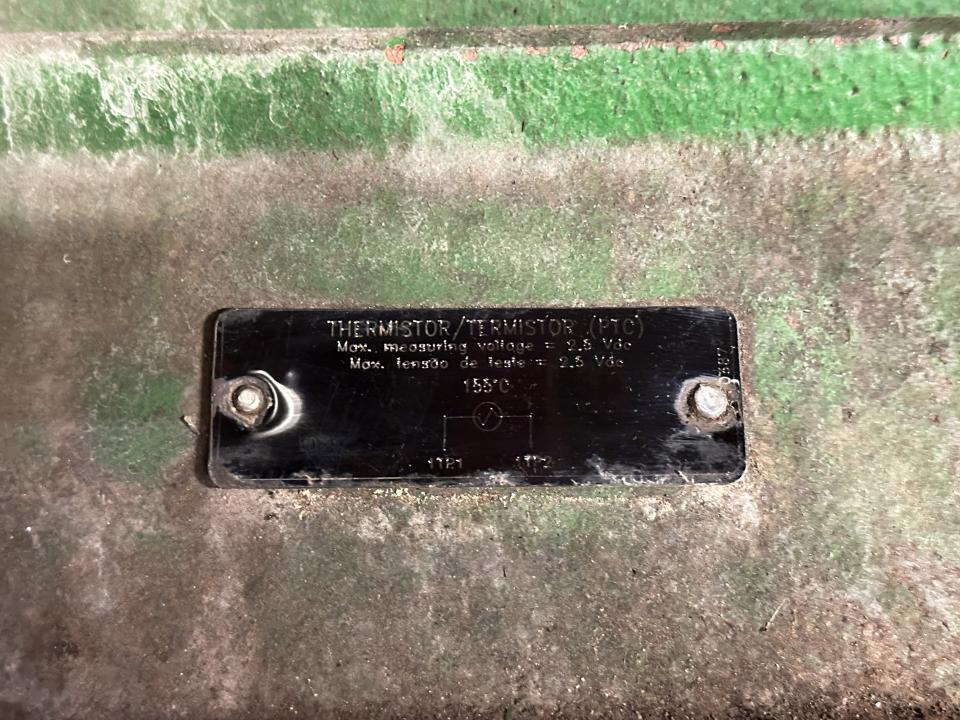 THERMISTOR/TERMISTOR (PTC)
Max. measuring voltage = 2.5 Vdc
Max. tensão de teste = 2.5 Vdc
155°C
1TP1 1TP2